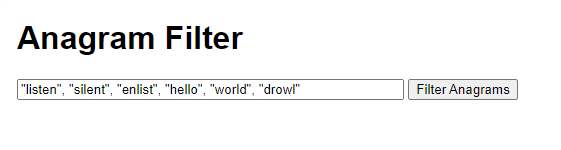 Anagram Filter
"listen", "silent", "enlist", "hello", "world", "drowl" Filter Anagrams